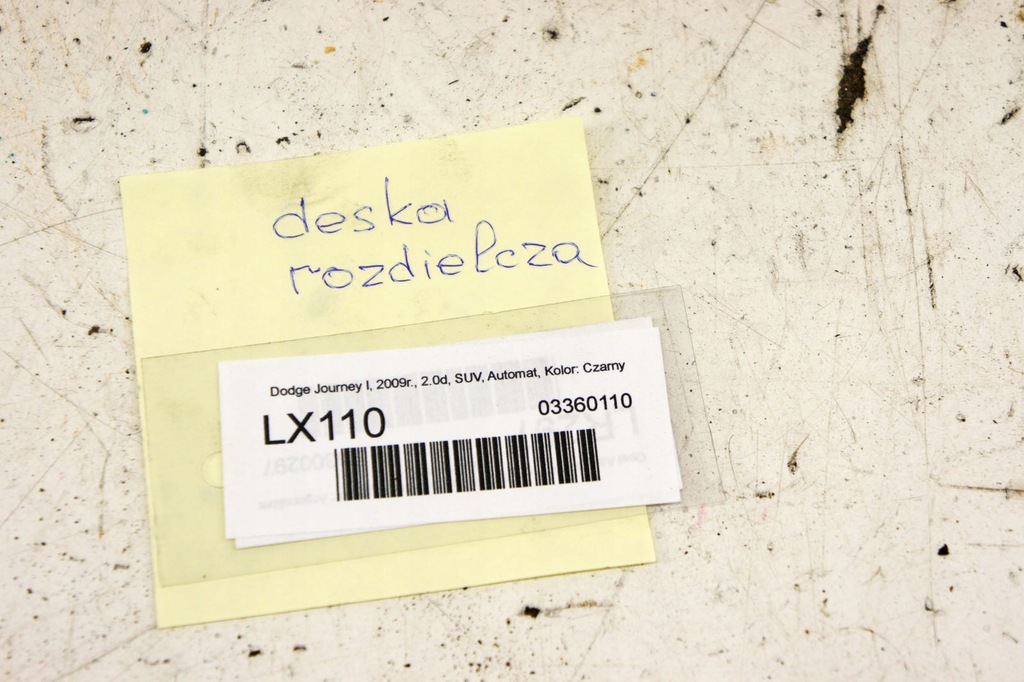 deska
rozdielcza
Dodge Journey I, 2009r., 2.0d, SUV, Automat, Kolor: Czarny
LX110
03360110